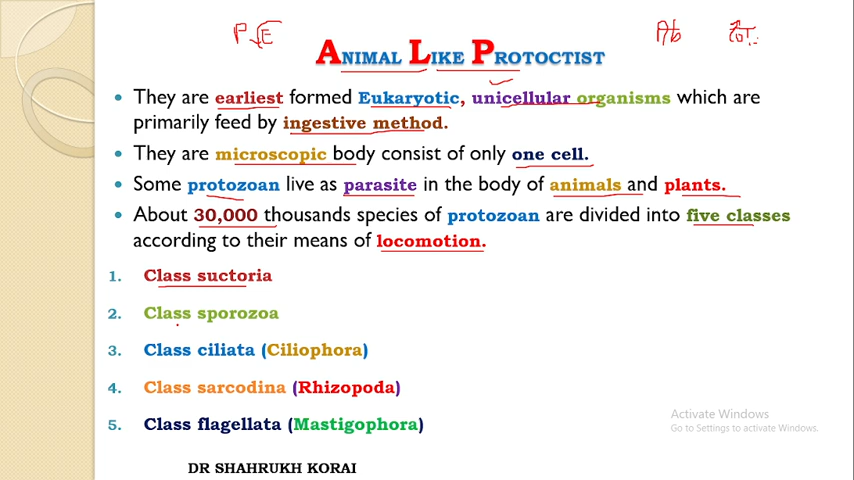 ANIMAL LIKE PROTOCTIST
• They are earliest formed Eukaryotic, unicellular organisms which are
primarily feed by ingestive method.
• They are microscopic body consist of only one cell.
• Some protozoan live as parasite in the body of animals and plants.
• About 30,000 thousands species of protozoan are divided into five classes
according to their means of locomotion.
1. Class suctoria
2. Class sporozoa
3. Class ciliata (Ciliophora)
4. Class sarcodina (Rhizopoda)
5. Class flagellata (Mastigophora)
Activate Windows
Go to Settings to activate Windows.
DR SHAHRUKH KORAI